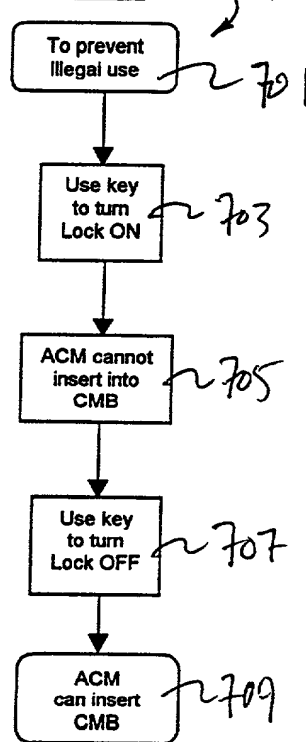 To prevent
Illegal use
701
Use key
to turn
Lock ON
703
ACM cannot
insert into
CMB
705
Use key
to turn
Lock OFF
707
ACM
can insert
CMB
709